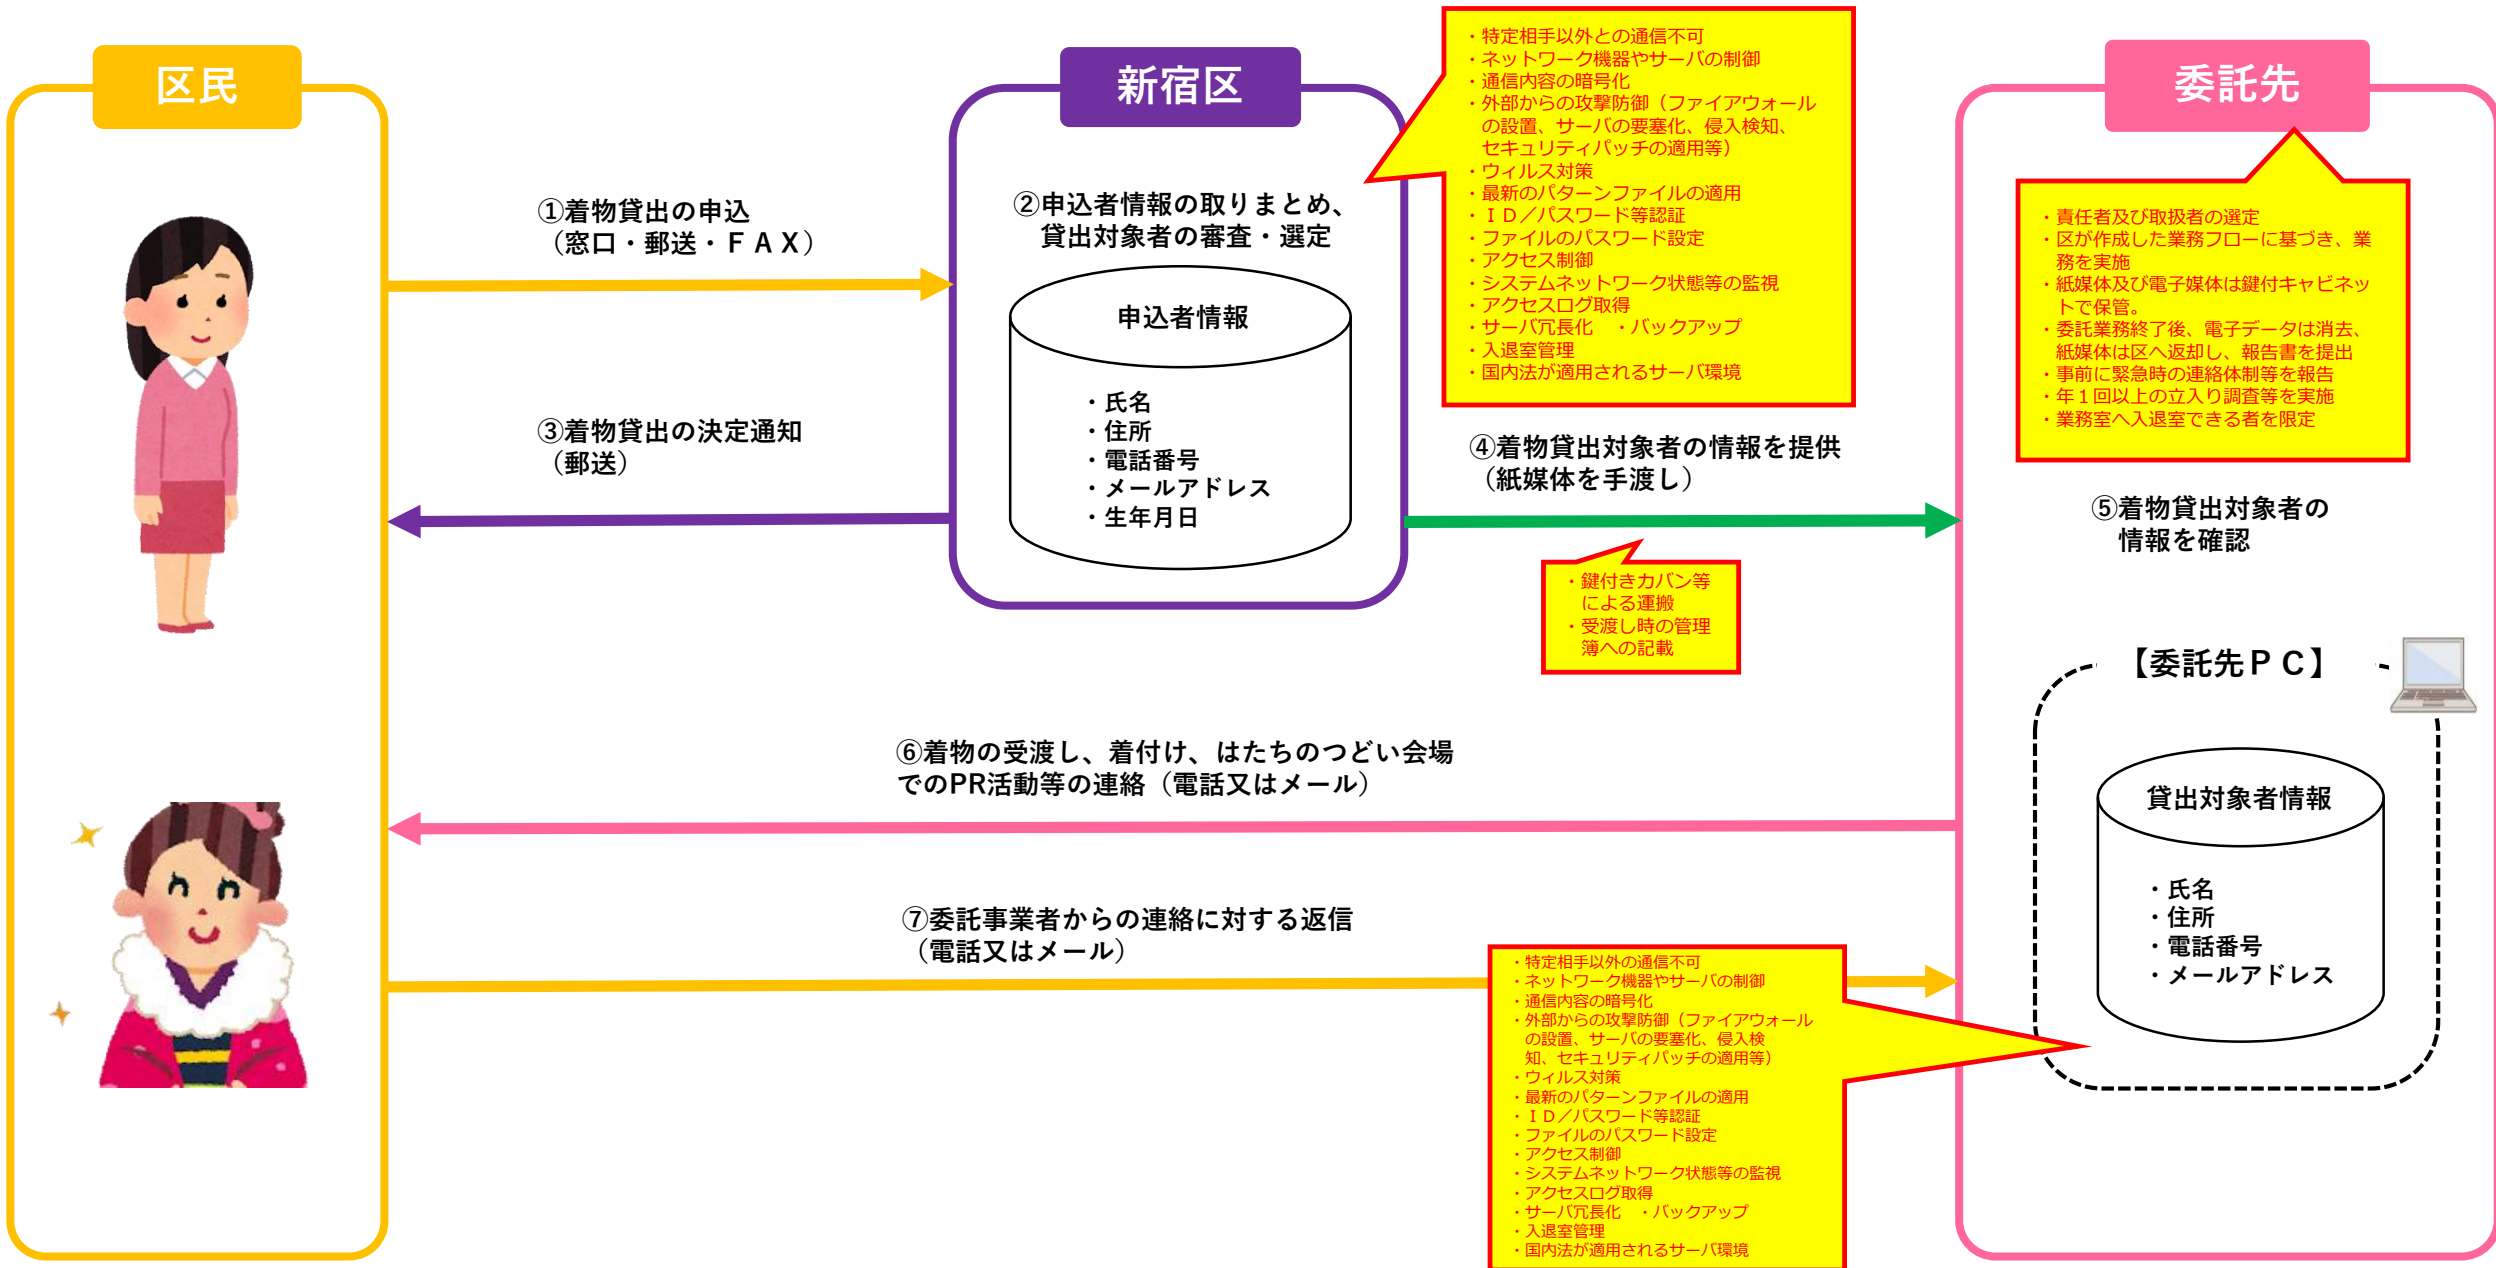 区民
新宿区
委託先
①着物貸出の申込
（窓口・郵送・ＦＡＸ）
②申込者情報の取りまとめ、
貸出対象者の審査・選定
申込者情報
・氏名
・住所
・電話番号
・メールアドレス
・生年月日
・特定相手以外との通信不可
・ネットワーク機器やサーバの制御
・通信内容の暗号化
・外部からの攻撃防御（ファイアウォール
の設置、サーバの要塞化、侵入検知、
セキュリティパッチの適用等）
・ウィルス対策
・最新のパターンファイルの適用
・ＩＤ／パスワード等認証
・ファイルのパスワード設定
・アクセス制御
・システムネットワーク状態等の監視
・アクセスログ取得
・サーバ冗長化　・バックアップ
・入退室管理
・国内法が適用されるサーバ環境
・責任者及び取扱者の選定
・区が作成した業務フローに基づき、業
務を実施
・紙媒体及び電子媒体は鍵付キャビネッ
トで保管。
・委託業務終了後、電子データは消去、
紙媒体は区へ返却し、報告書を提出
・事前に緊急時の連絡体制等を報告
・年１回以上の立入り調査等を実施
・業務室へ入退室できる者を限定
③着物貸出の決定通知
（郵送）
④着物貸出対象者の情報を提供
（紙媒体を手渡し）
・鍵付きカバン等
による運搬
・受渡し時の管理
簿への記載
⑤着物貸出対象者の
情報を確認
【委託先ＰＣ】
貸出対象者情報
・氏名
・住所
・電話番号
・メールアドレス
⑥着物の受渡し、着付け、はたちのつどい会場
でのPR活動等の連絡（電話又はメール）
⑦委託事業者からの連絡に対する返信
（電話又はメール）
・特定相手以外の通信不可
・ネットワーク機器やサーバの制御
・通信内容の暗号化
・外部からの攻撃防御（ファイアウォール
の設置、サーバの要塞化、侵入検
知、セキュリティパッチの適用等）
・ウィルス対策
・最新のパターンファイルの適用
・ＩＤ／パスワード等認証
・ファイルのパスワード設定
・アクセス制御
・システムネットワーク状態等の監視
・アクセスログ取得
・サーバ冗長化　・バックアップ
・入退室管理
・国内法が適用されるサーバ環境